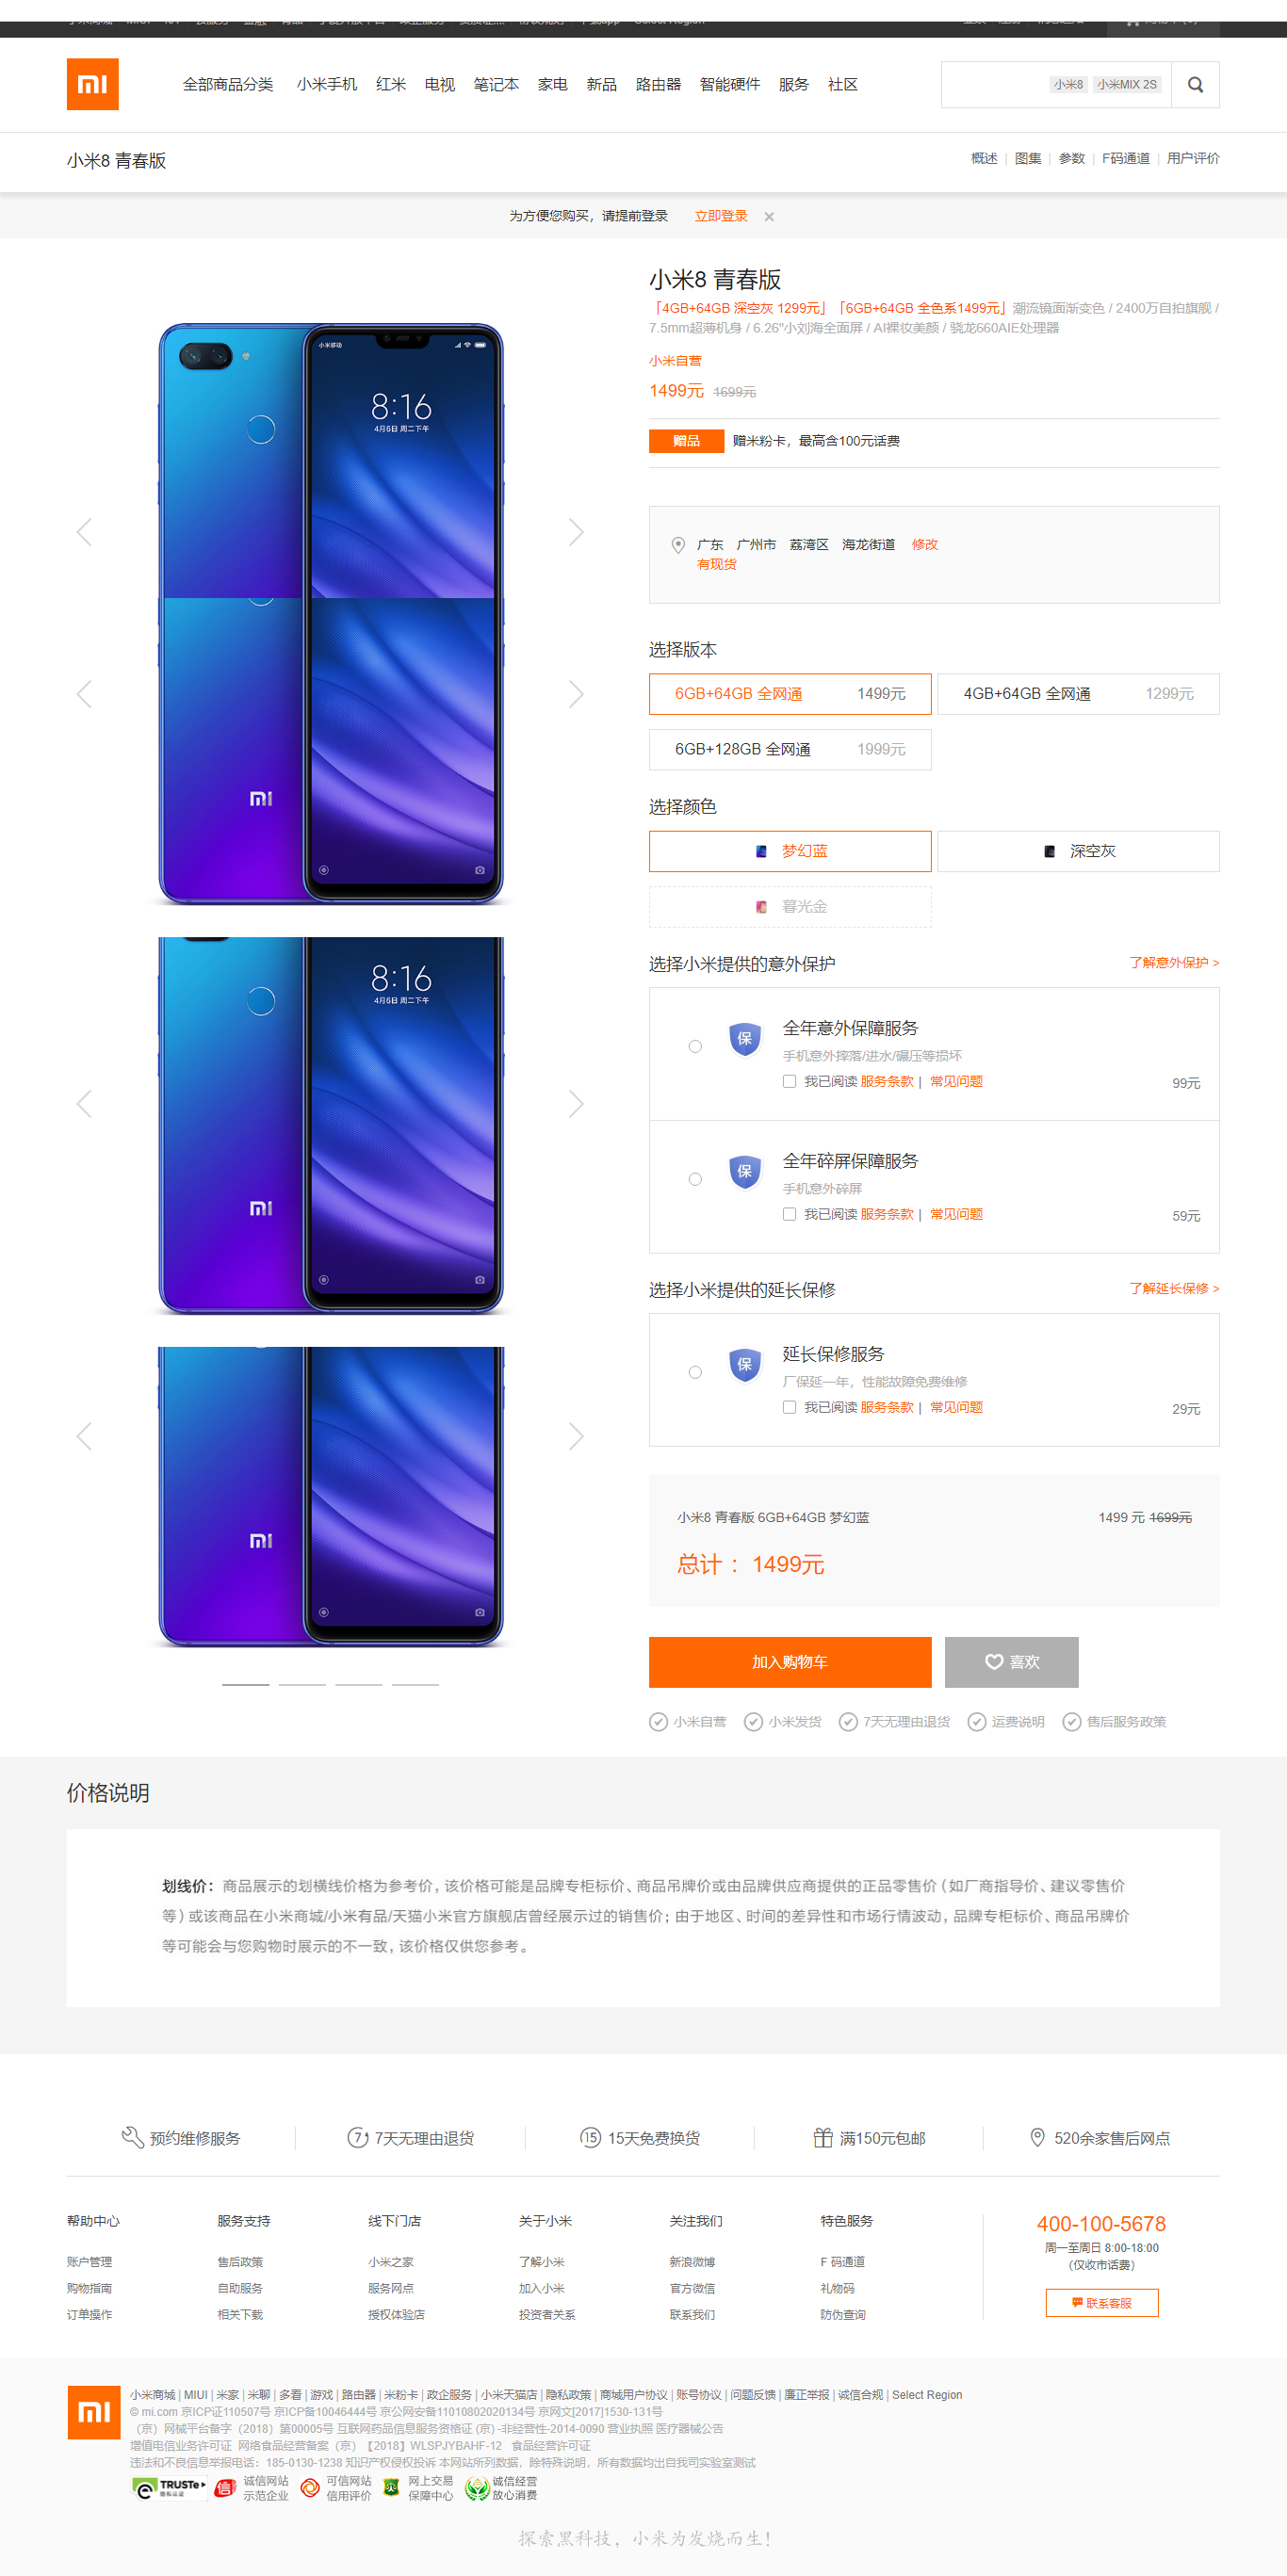 Select Region
全部商品分类 小米手机 红米 电视 笔记本 家电 新品 路由器 智能硬件 服务 社区
小米8 小米MIX 2S
小米8 青春版
概述 | 图集 | 参数 | F码通道 | 用户评价
为方便您购买，请提前登录 立即登录 ×
小米8 青春版
「4GB+64GB 深空灰 1299元」「6GB+64GB 全色系1499元」潮流镜面渐变色 / 2400万自拍旗舰 /
7.5mm超薄机身 / 6.26"小刘海全面屏 / AI裸妆美颜 / 骁龙660AIE处理器
小米自营
1499元 1699元
赠品 赠米粉卡，最高含100元话费
广东 广州市 荔湾区 海龙街道 修改
有现货
选择版本
6GB+64GB 全网通 1499元
4GB+64GB 全网通 1299元
6GB+128GB 全网通 1999元
选择颜色
梦幻蓝
深空灰
暮光金
选择小米提供的意外保护 了解意外保护 >
保 全年意外保障服务
手机意外摔落/进水/碾压等损坏
我已阅读 服务条款 | 常见问题 99元
保 全年碎屏保障服务
手机意外碎屏
我已阅读 服务条款 | 常见问题 59元
选择小米提供的延长保修 了解延长保修 >
保 延长保修服务
厂保延一年，性能故障免费维修
我已阅读 服务条款 | 常见问题 29元
小米8 青春版 6GB+64GB 梦幻蓝 1499 元 1699元
总计 ：1499元
加入购物车 喜欢
小米自营 小米发货 7天无理由退货 运费说明 售后服务政策
小米移动
8:16
4月6日 周二下午
8:16
4月6日 周二下午
价格说明
划线价：商品展示的划横线价格为参考价，该价格可能是品牌专柜标价、商品吊牌价或由品牌供应商提供的正品零售价（如厂商指导价、建议零售价
等）或该商品在小米商城/小米有品/天猫小米官方旗舰店曾经展示过的销售价；由于地区、时间的差异性和市场行情波动，品牌专柜标价、商品吊牌价
等可能会与您购物时展示的不一致，该价格仅供您参考。
预约维修服务 7 7天无理由退货 15 15天免费换货 满150元包邮 520余家售后网点
帮助中心
账户管理
购物指南
订单操作
服务支持
售后政策
自助服务
相关下载
线下门店
小米之家
服务网点
授权体验店
关于小米
了解小米
加入小米
投资者关系
关注我们
新浪微博
官方微信
联系我们
特色服务
F 码通道
礼物码
防伪查询
400-100-5678
周一至周日 8:00-18:00
（仅收市话费）
联系客服
小米商城 | MIUI | 米家 | 米聊 | 多看 | 游戏 | 路由器 | 米粉卡 | 政企服务 | 小米天猫店 | 隐私政策 | 商城用户协议 | 账号协议 | 问题反馈 | 廉正举报 | 诚信合规 | Select Region
© mi.com 京ICP证110507号 京ICP备10046444号 京公网安备11010802020134号 京网文[2017]1530-131号
（京）网械平台备字（2018）第00005号 互联网药品信息服务资格证 (京) -非经营性-2014-0090 营业执照 医疗器械公告
增值电信业务许可证 网络食品经营备案（京）【2018】WLSPJYBAHF-12 食品经营许可证
违法和不良信息举报电话：185-0130-1238 知识产权侵权投诉 本网站所列数据，除特殊说明，所有数据均出自我司实验室测试
TRUSTe 隐私认证
诚信网站
示范企业
可信网站
信用评价
网上交易
保障中心
诚信经营
放心消费
探索黑科技，小米为发烧而生！